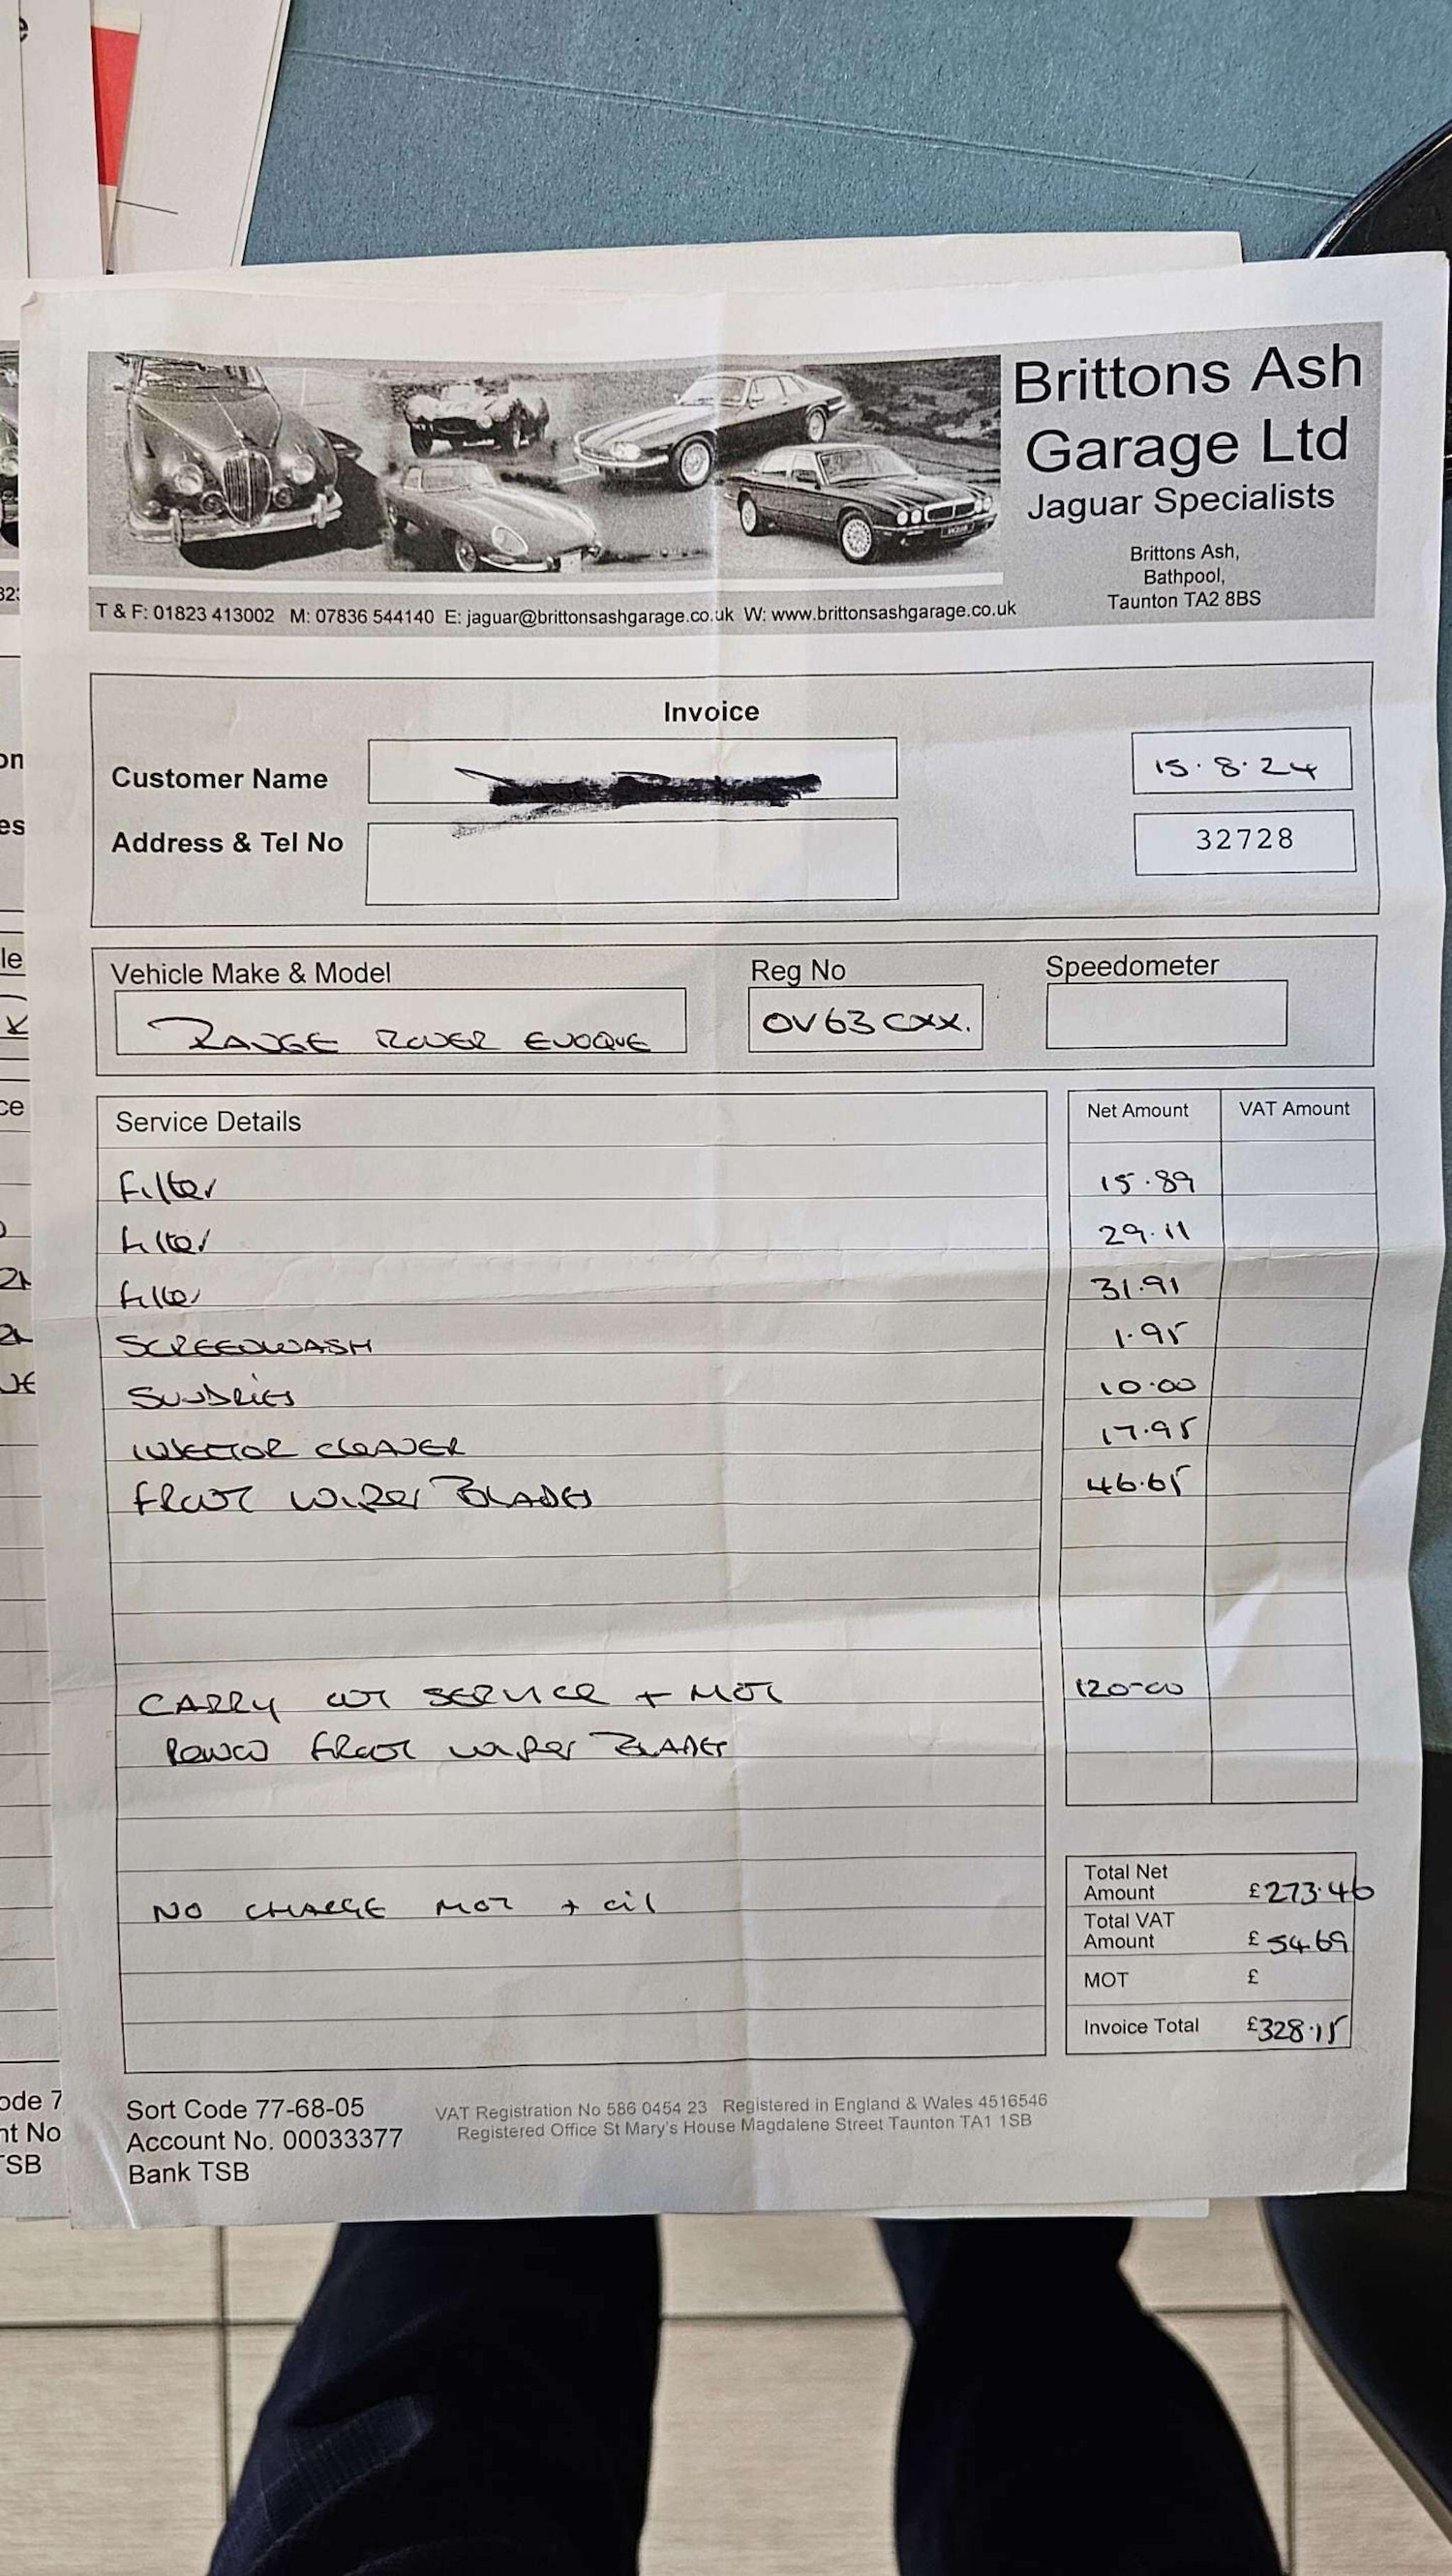 Brittons Ash
Garage Ltd
Jaguar Specialists
Brittons Ash,
Bathpool,
Taunton TA2 8BS
T & F: 01823 413002 M: 07836 544140 E: jaguar@brittonsashgarage.co.uk W: www.brittonsashgarage.co.uk
Invoice
Customer Name
15.8.24
Address & Tel No
32728
Vehicle Make & Model Reg No Speedometer
RANGE ROVER EVOQUE OV63 CXX.
Service Details Net Amount VAT Amount
Filter 15.89
filter 29.11
filter 31.91
SCREENWASH 1.95
SUNDRIES 10.00
INJECTOR CLEANER 17.95
FRONT WIPER BLADES 46.65
CARRY OUT SERVICE + MOT 120-00
FRONT WIPER BLADES
NO CHARGE MOT + oil
Total Net
Amount £273.46
Total VAT
Amount £54.69
MOT £
Invoice Total £328.15
Sort Code 77-68-05
Account No. 00033377
Bank TSB
VAT Registration No 586 0454 23 Registered in England & Wales 4516546
Registered Office St Mary's House Magdalene Street Taunton TA1 1SB